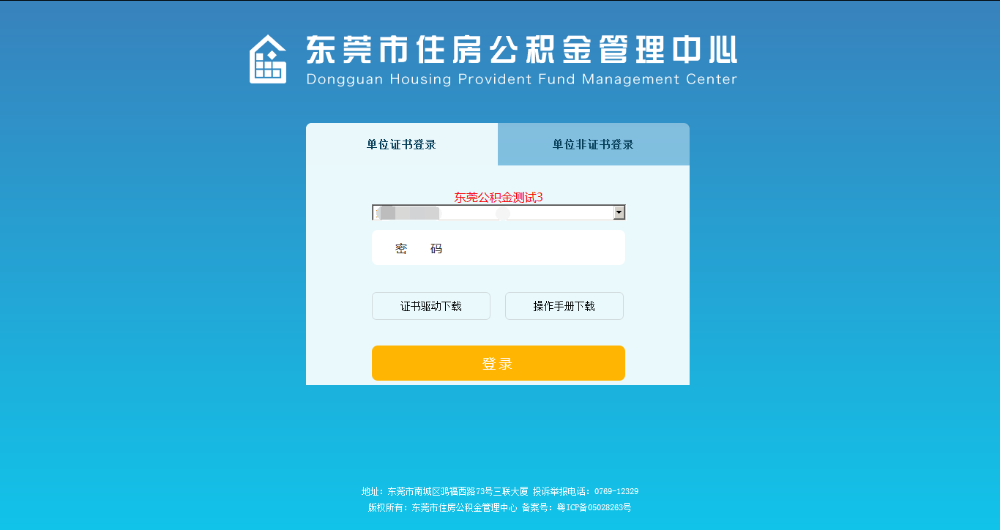 东莞市住房公积金管理中心
Dongguan Housing Provident Fund Management Center
单位证书登录 单位非证书登录
东莞公积金测试3
密 码
证书驱动下载 操作手册下载
登录
地址：东莞市南城区鸿福西路73号三联大厦 投诉举报电话：0769-12329
版权所有：东莞市住房公积金管理中心 备案号：粤ICP备05028263号